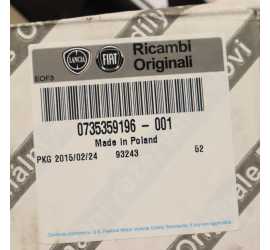 LANCIA
FIAT
Ricambi
Originali
EOF3
0735359196 - 001
Made in Poland
PKG 2015/02/24 93243 52